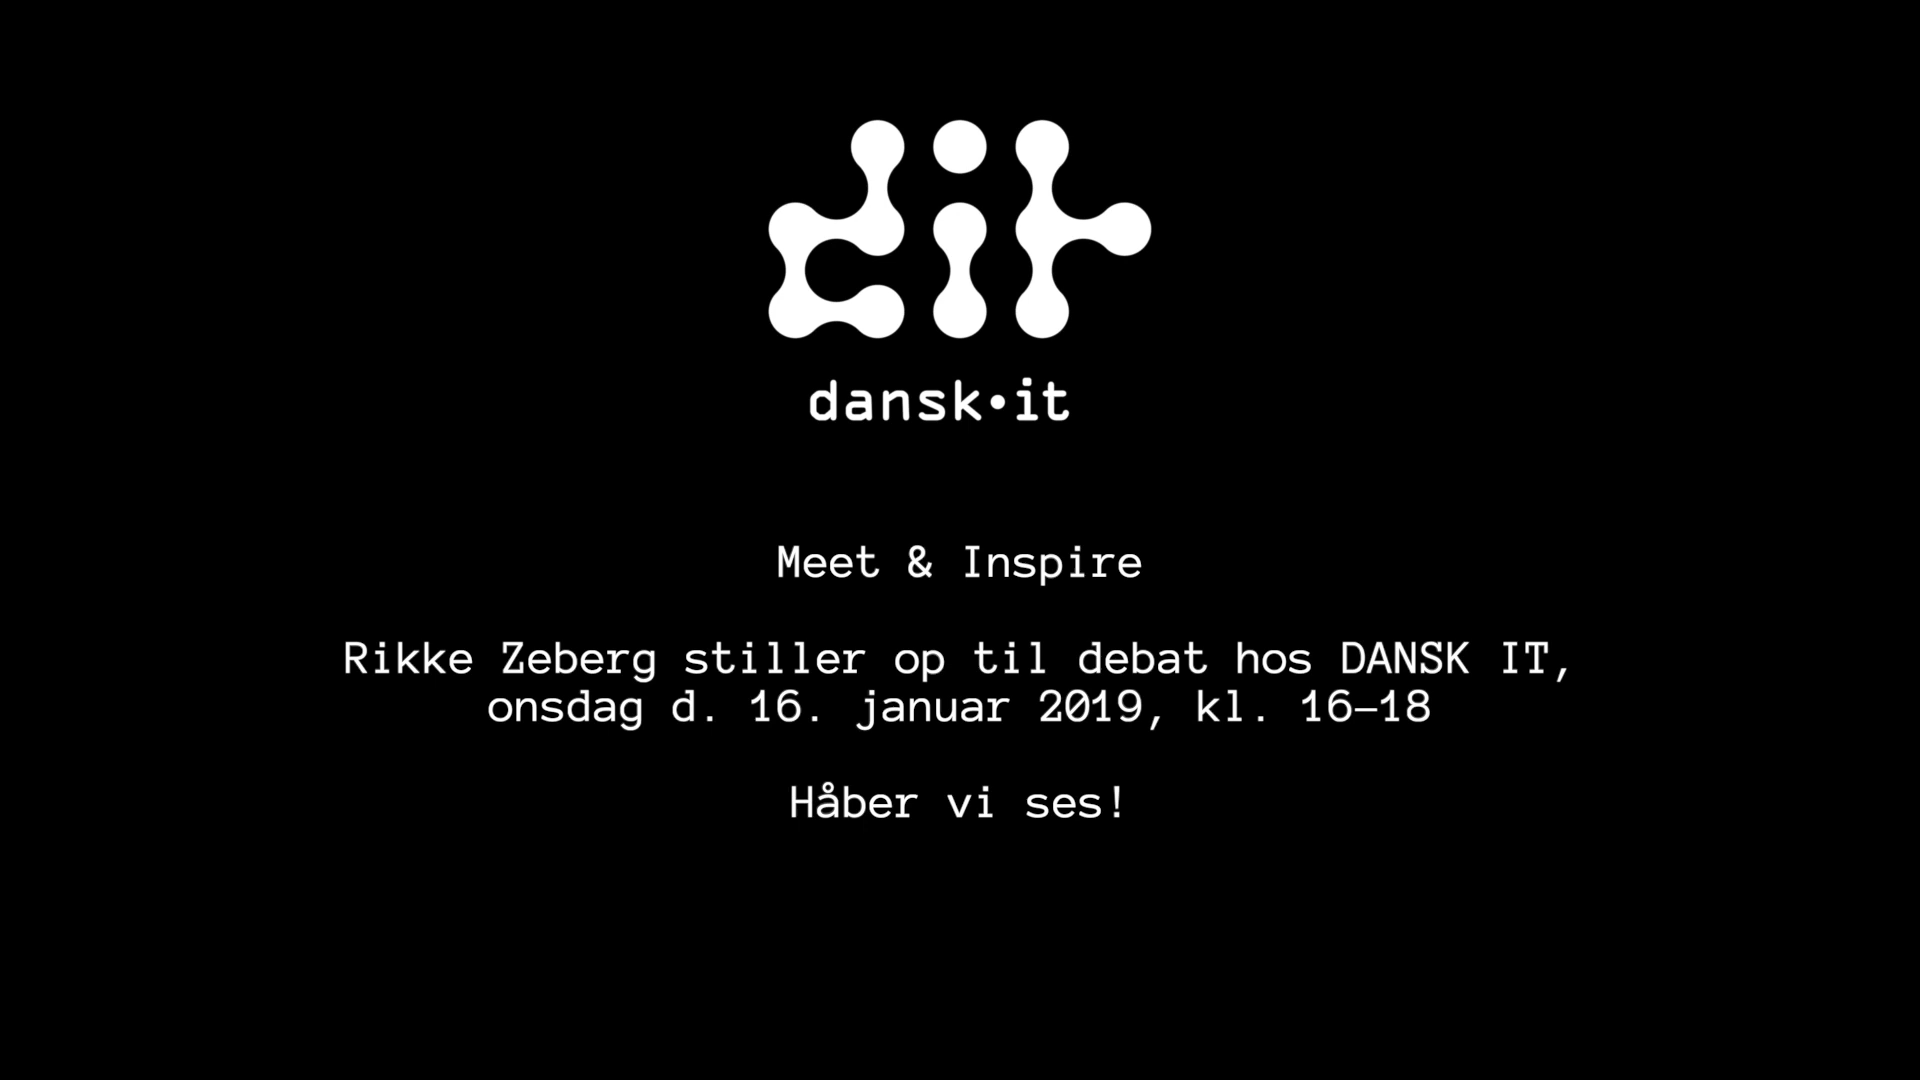 dit
dansk•it
Meet & Inspire
Rikke Zeberg stiller op til debat hos DANSK IT,
onsdag d. 16. januar 2019, kl. 16–18
Håber vi ses!